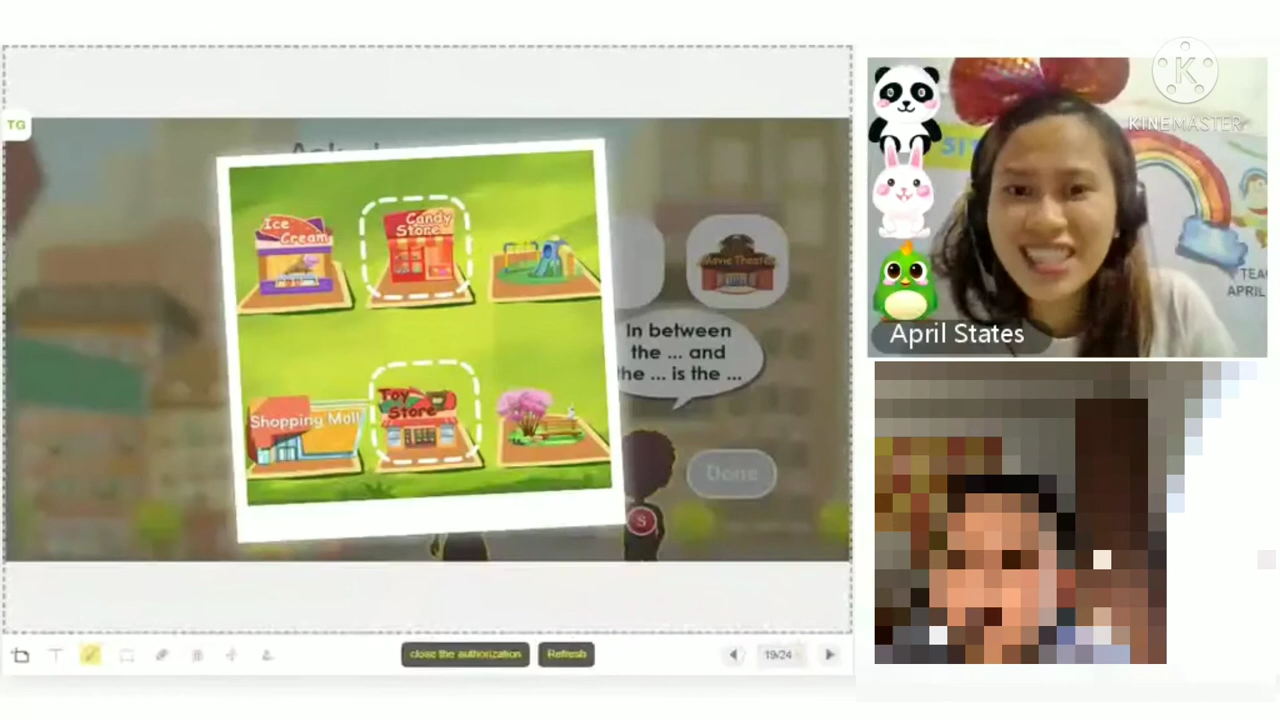 TG
Ice
Cream
Candy
Store
Movie Theater
In between
the ... and
the ... is the ...
Shopping Mall
Toy
Store
Done
S
close the authorization
Refresh
19/24
KINEMASTER
K
APRIL
April States